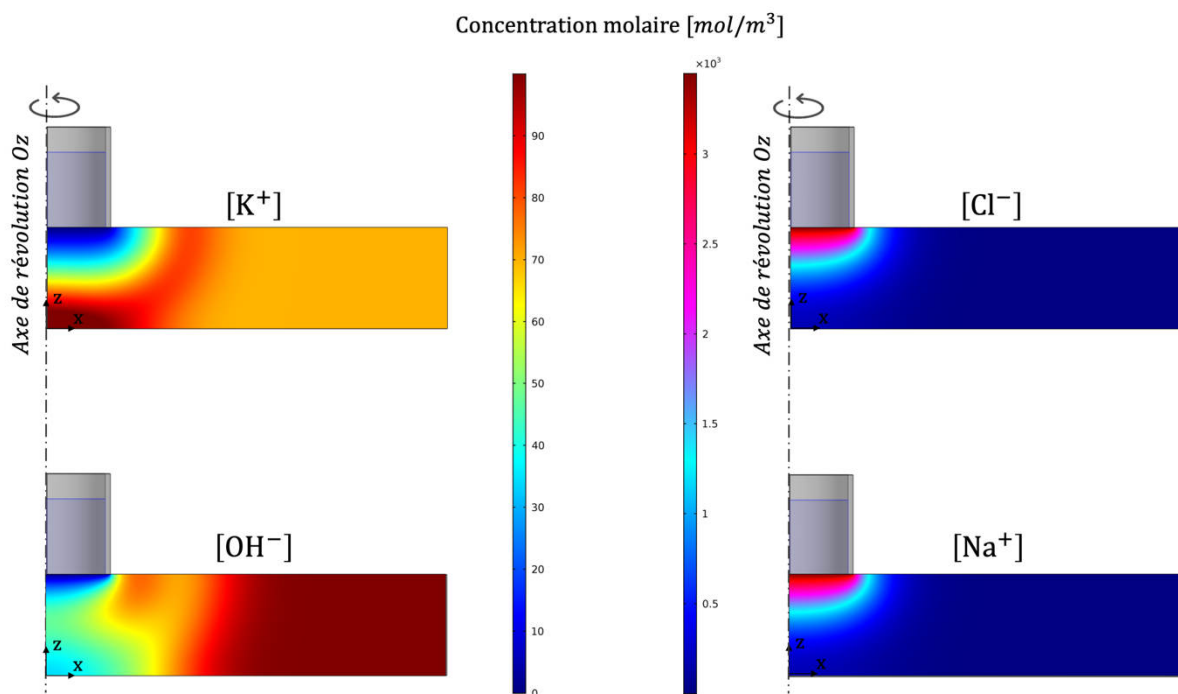 Concentration molaire [mol/m³]
×10³
Axe de révolution Oz
[K⁺]
z
x
90
80
70
60
50
40
30
20
10
0
3
2.5
2
1.5
1
0.5
Axe de révolution Oz
[Cl⁻]
z
x
[OH⁻]
z
x
[Na⁺]
z
x